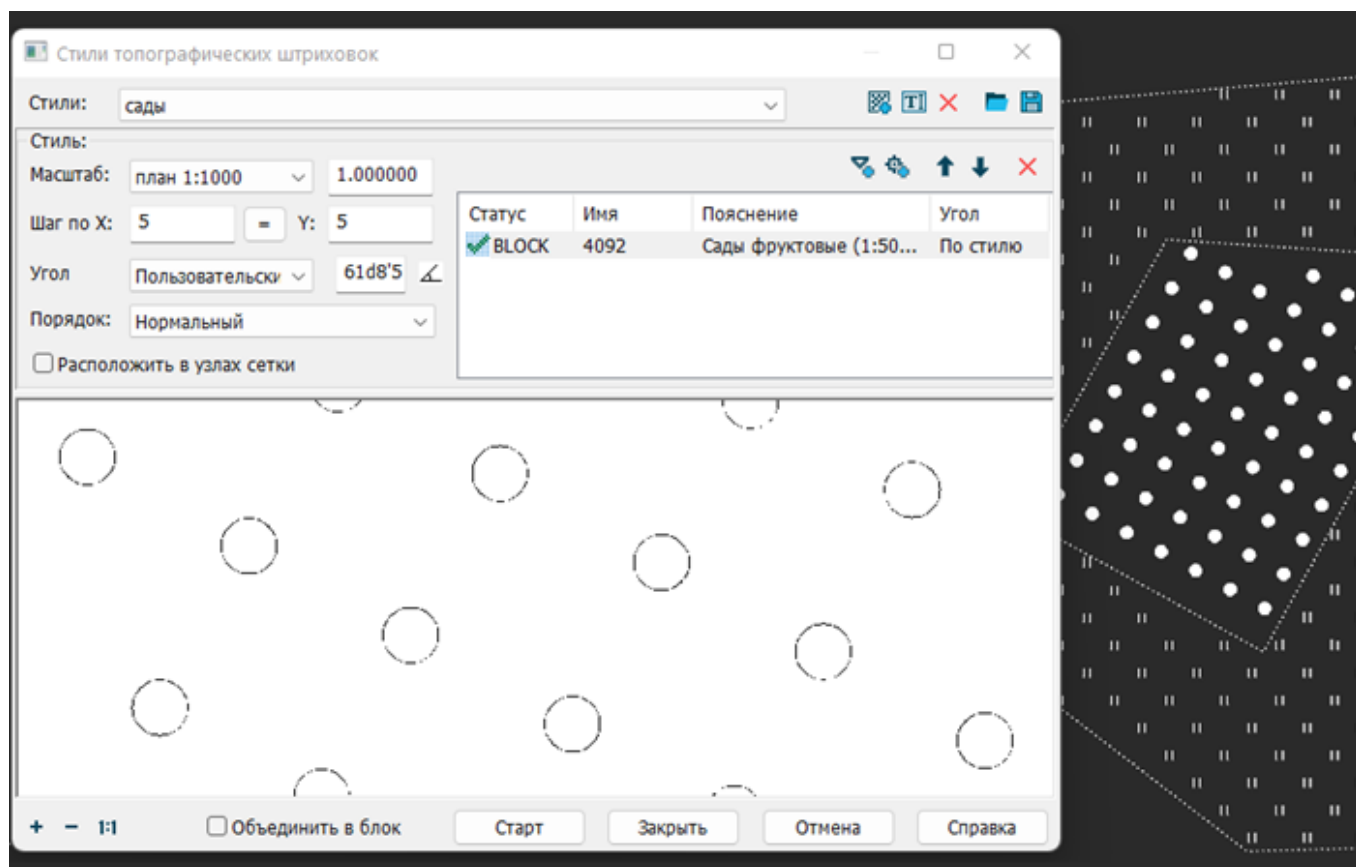 Стили топографических штриховок
Стили: сады
Стиль:
Масштаб: план 1:1000 1.000000
Шаг по X: 5 = Y: 5
Угол Пользовательски 61d8'5
Порядок: Нормальный
Расположить в узлах сетки
Статус Имя Пояснение Угол
BLOCK 4092 Сады фруктовые (1:50... По стилю
+ − 1:1 Объединить в блок Старт Закрыть Отмена Справка